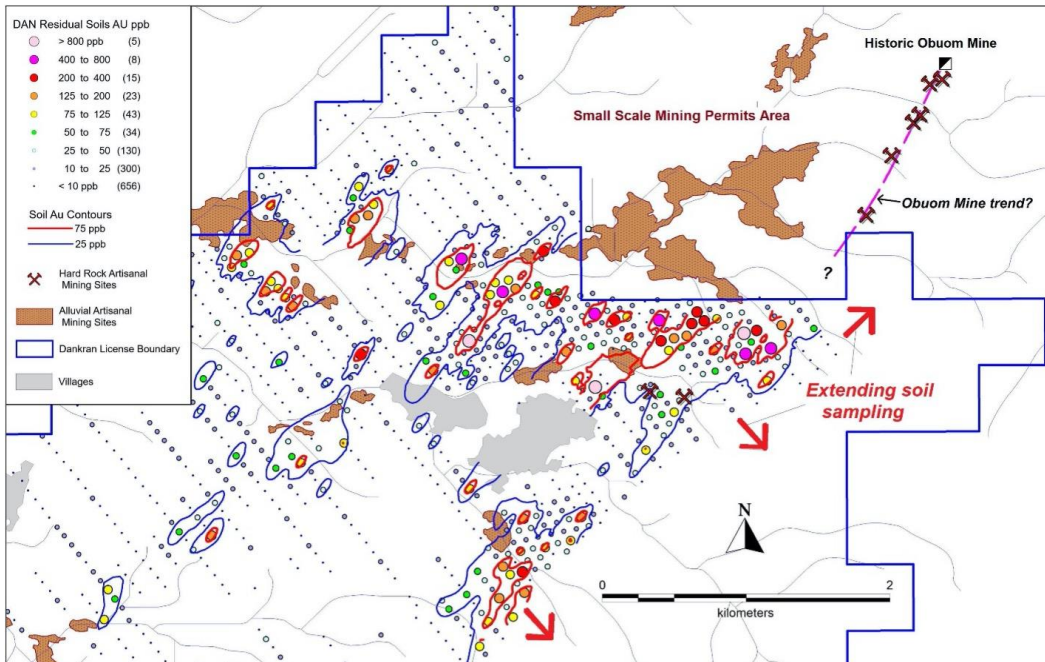 DAN Residual Soils AU ppb
> 800 ppb (5)
400 to 800 (8)
200 to 400 (15)
125 to 200 (23)
75 to 125 (43)
50 to 75 (34)
25 to 50 (130)
10 to 25 (300)
< 10 ppb (656)
Soil Au Contours
75 ppb
25 ppb
Hard Rock Artisanal
Mining Sites
Alluvial Artisanal
Mining Sites
Dankran License Boundary
Villages
Historic Obuom Mine
Small Scale Mining Permits Area
Obuom Mine trend?
?
Extending soil
sampling
N
0 2
kilometers